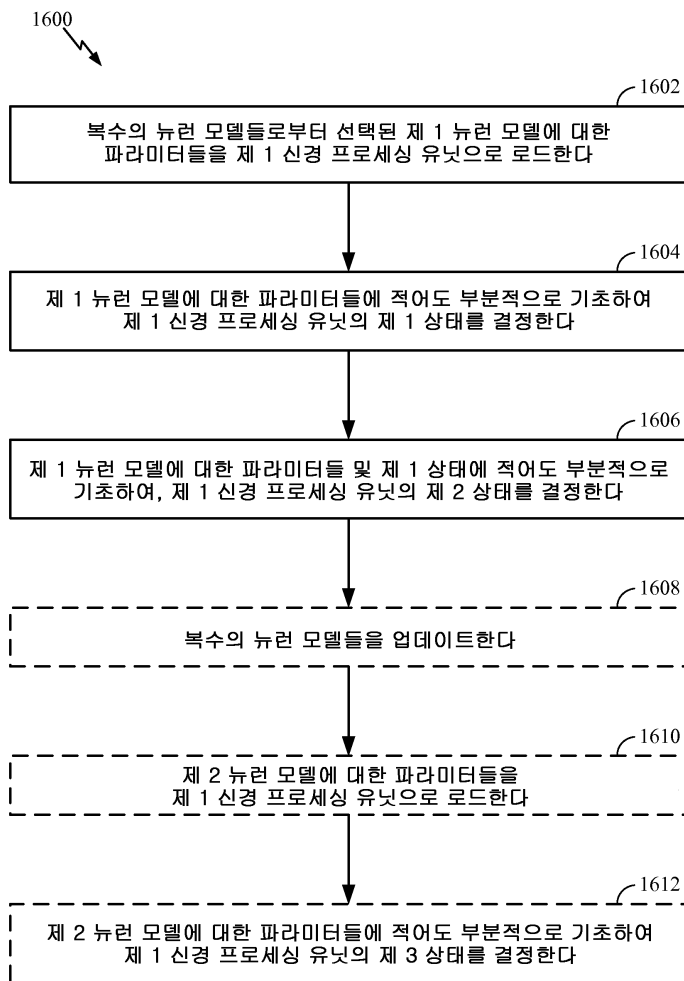 1600
1602
복수의 뉴런 모델들로부터 선택된 제 1 뉴런 모델에 대한
파라미터들을 제 1 신경 프로세싱 유닛으로 로드한다
1604
제 1 뉴런 모델에 대한 파라미터들에 적어도 부분적으로 기초하여
제 1 신경 프로세싱 유닛의 제 1 상태를 결정한다
1606
제 1 뉴런 모델에 대한 파라미터들 및 제 1 상태에 적어도 부분적으로
기초하여, 제 1 신경 프로세싱 유닛의 제 2 상태를 결정한다
1608
복수의 뉴런 모델들을 업데이트한다
1610
제 2 뉴런 모델에 대한 파라미터들을
제 1 신경 프로세싱 유닛으로 로드한다
1612
제 2 뉴런 모델에 대한 파라미터들에 적어도 부분적으로 기초하여
제 1 신경 프로세싱 유닛의 제 3 상태를 결정한다